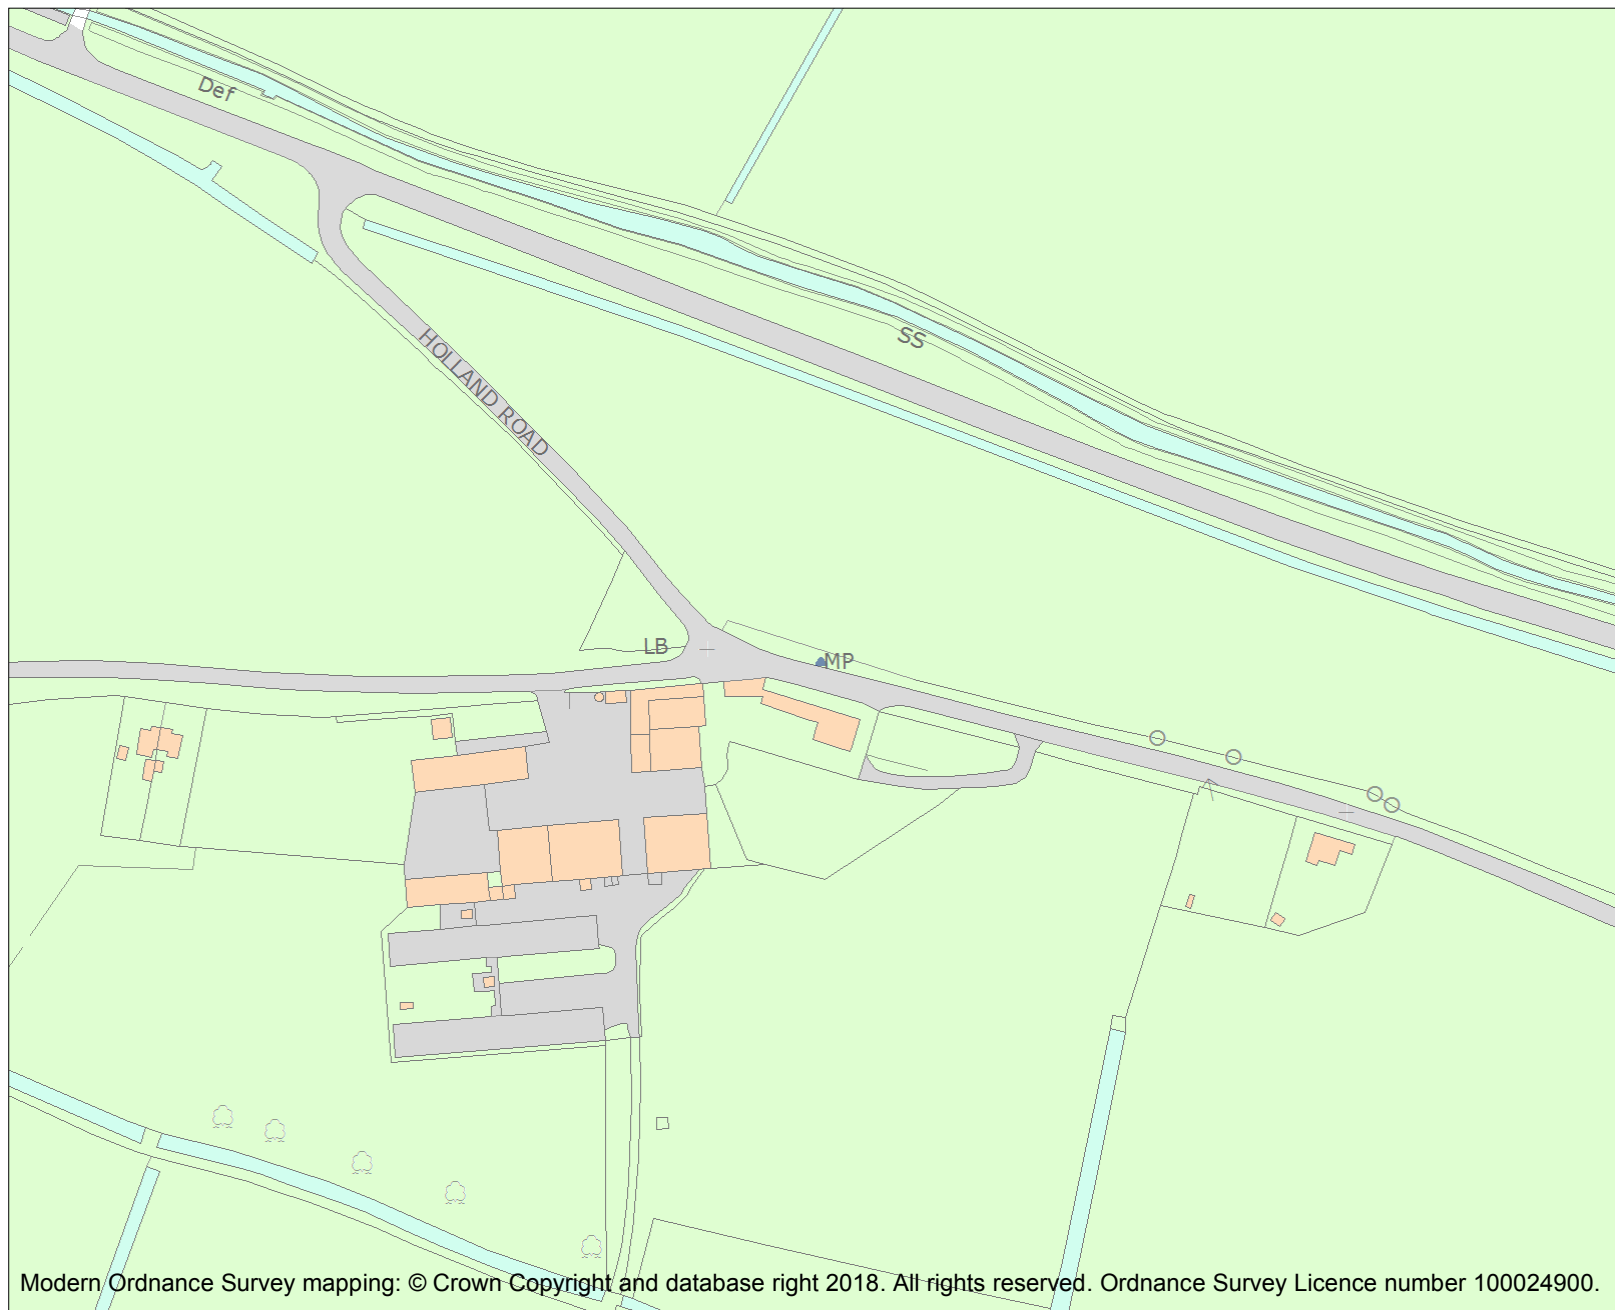 Def
SS
HOLLAND ROAD
LB
MP
Modern Ordnance Survey mapping: © Crown Copyright and database right 2018. All rights reserved. Ordnance Survey Licence number 100024900.